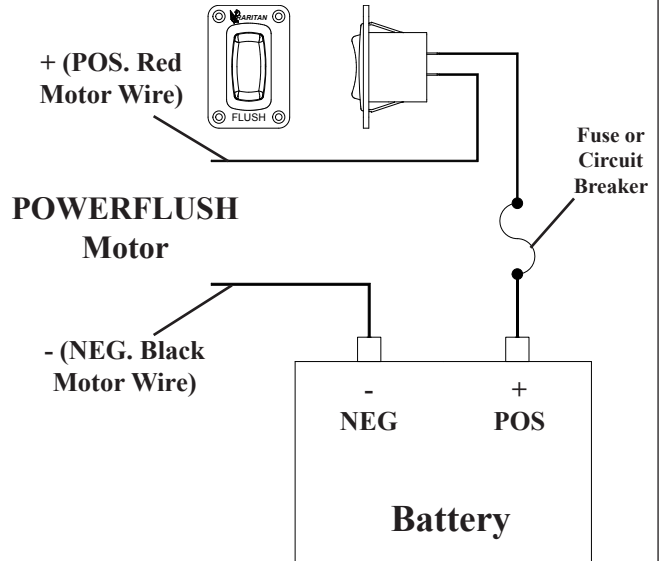 RARITAN
FLUSH
+ (POS. Red
Motor Wire)
Fuse or
Circuit
Breaker
POWERFLUSH
Motor
- (NEG. Black
Motor Wire)
-
NEG
+
POS
Battery